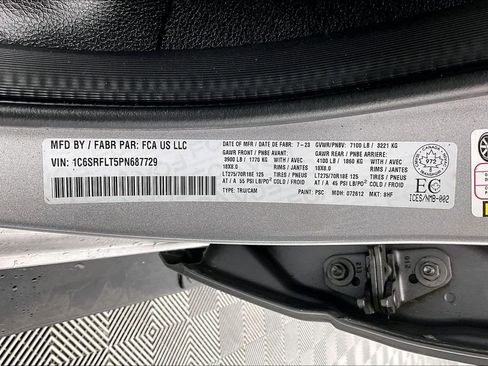 MFD BY / FABR PAR: FCA US LLC
VIN: 1C6SRFLT5PN687729
DATE OF MFR/DATE DE FABR: 7-23
GVWR/PNBV: 7100 LB / 3221 KG
GAWR FRONT / PNBE AVANT:
GAWR REAR / PNBE ARRIERE:
3900 LB / 1770 KG WITH / AVEC
4100 LB / 1860 KG WITH / AVEC
18X8.0 RIMS / JANTES
18X8.0 RIMS / JANTES
LT275/70R18E 125 TIRES / PNEUS
LT275/70R18E 125 TIRES / PNEUS
AT / A 55 LB/PO² COLD / FROID
AT / A 45 PSI LB/PO² COLD / FROID
TYPE: TRU/CAM
PAINT: PSC MDH: 072612 MKT: 8HF
CANADA
972
EC
ICES/NMB-002